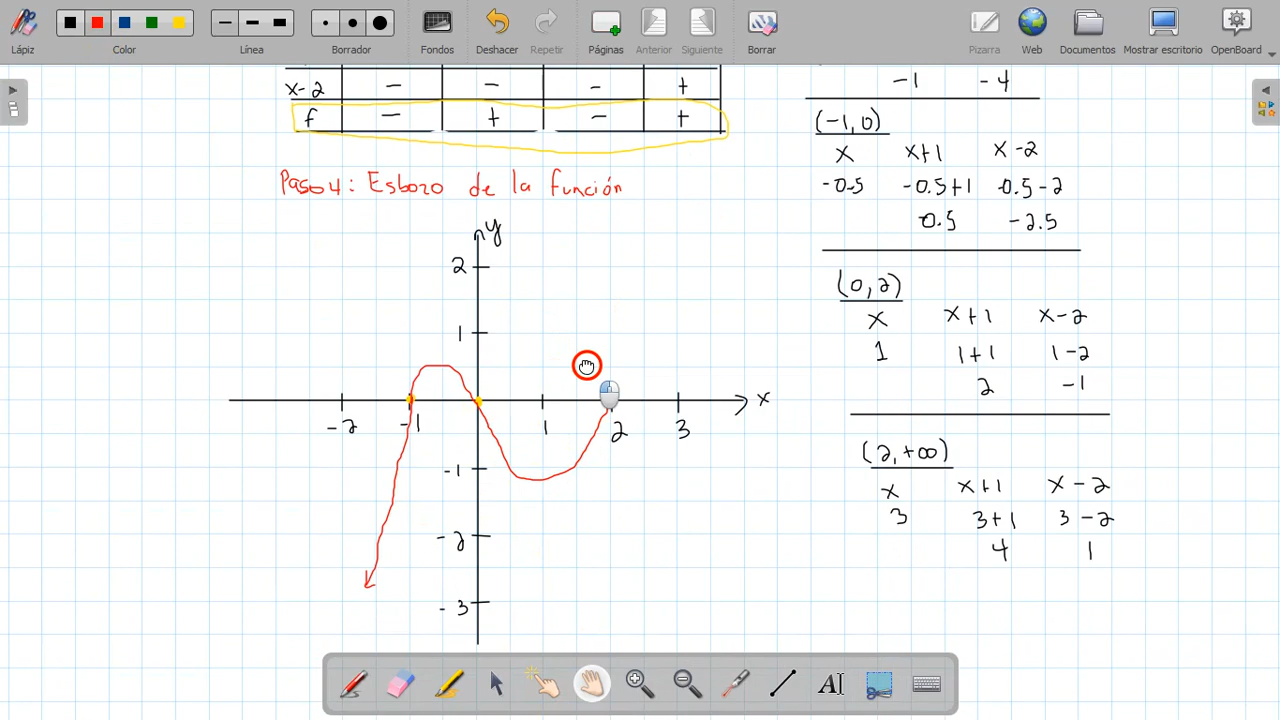 Lápiz Color Línea Borrador Fondos Deshacer Repetir Páginas Anterior Siguiente Borrar Pizarra Web Documentos Mostrar escritorio OpenBoard
x-2 − − − +
f − + − +
Paso 4: Esbozo de la función
y
2
1
-2 -1 1 2 3 x
-1
-2
-3
-1 -4
(-1,0)
x x+1 x-2
-0.5 -0.5+1 -0.5-2
0.5 -2.5
(0,2)
x x+1 x-2
1 1+1 1-2
2 -1
(2,+∞)
x x+1 x-2
3 3+1 3-2
4 1
AI